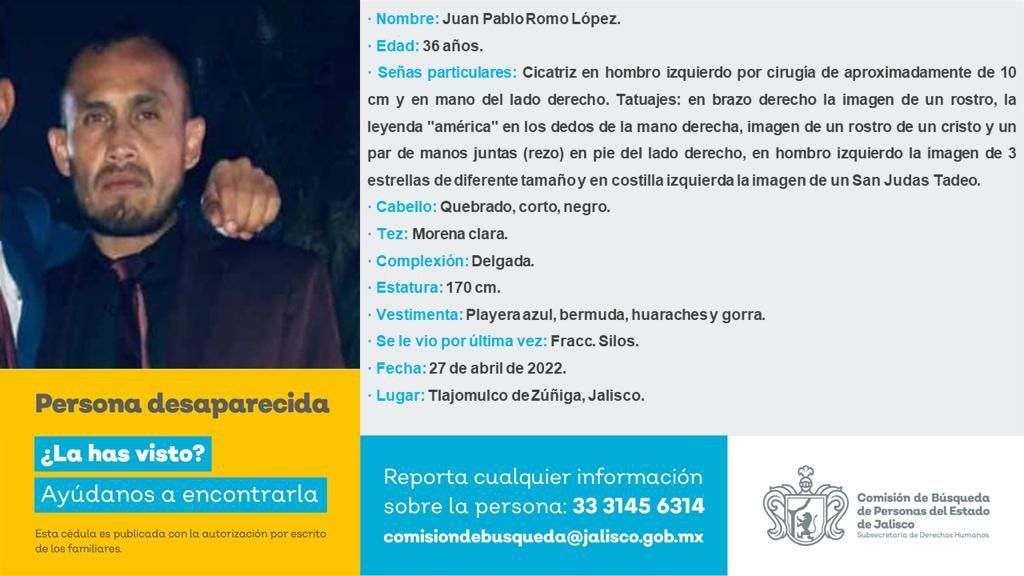 · Nombre: Juan Pablo Romo López.
· Edad: 36 años.
· Señas particulares: Cicatriz en hombro izquierdo por cirugía de aproximadamente de 10
cm y en mano del lado derecho. Tatuajes: en brazo derecho la imagen de un rostro, la
leyenda "américa" en los dedos de la mano derecha, imagen de un rostro de un cristo y un
par de manos juntas (rezo) en pie del lado derecho, en hombro izquierdo la imagen de 3
estrellas de diferente tamaño y en costilla izquierda la imagen de un San Judas Tadeo.
· Cabello: Quebrado, corto, negro.
· Tez: Morena clara.
· Complexión: Delgada.
· Estatura: 170 cm.
· Vestimenta: Playera azul, bermuda, huaraches y gorra.
· Se le vio por última vez: Fracc. Silos.
· Fecha: 27 de abril de 2022.
· Lugar: Tlajomulco de Zúñiga, Jalisco.
Persona desaparecida
¿La has visto?
Ayúdanos a encontrarla
Esta cédula es publicada con la autorización por escrito
de los familiares.
Reporta cualquier información
sobre la persona: 33 3145 6314
comisiondebusqueda@jalisco.gob.mx
Comisión de Búsqueda
de Personas del Estado
de Jalisco
Subsecretaría de Derechos Humanos